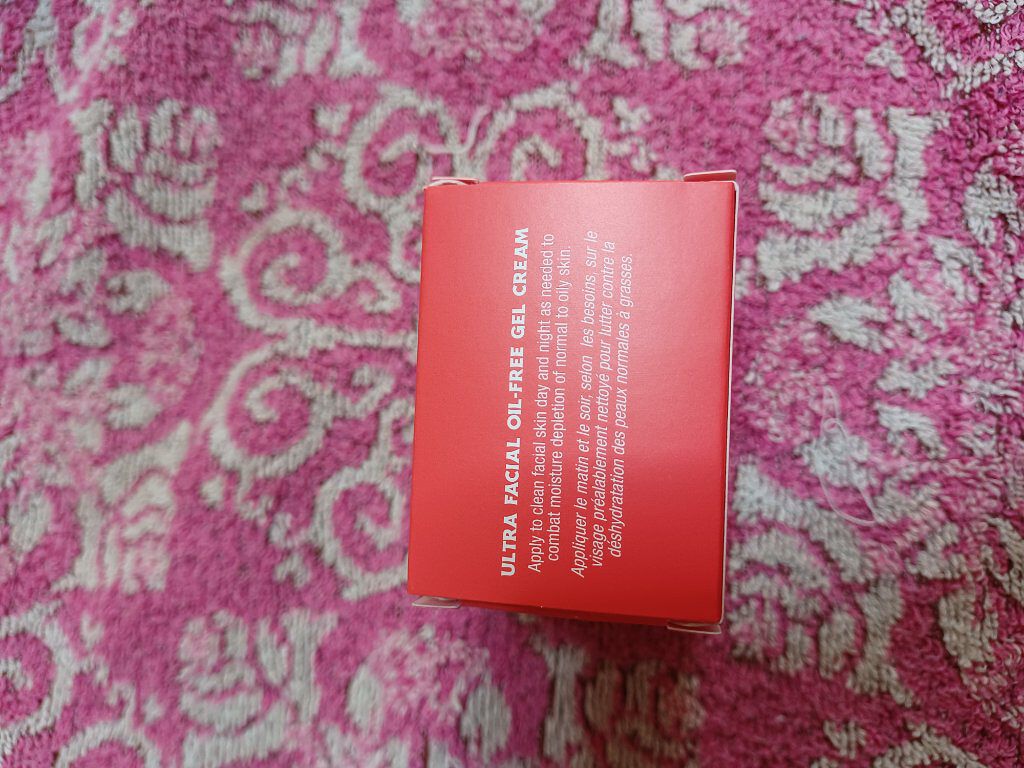 ULTRA FACIAL OIL-FREE GEL CREAM
Apply to clean facial skin day and night as needed to
combat moisture depletion of normal to oily skin.
Appliquer le matin et le soir, selon les besoins, sur le
visage préalablement nettoyé pour lutter contre la
déshydratation des peaux normales à grasses.